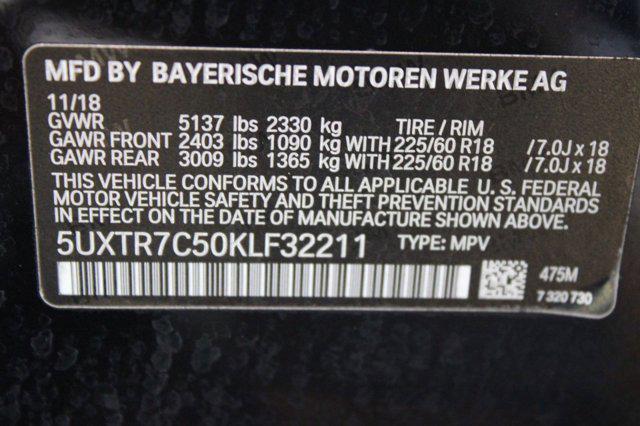 MFD BY BAYERISCHE MOTOREN WERKE AG
11/18
GVWR 5137 lbs 2330 kg TIRE / RIM
GAWR FRONT 2403 lbs 1090 kg WITH 225/60 R18 /7.0J x 18
GAWR REAR 3009 lbs 1365 kg WITH 225/60 R18 /7.0J x 18
THIS VEHICLE CONFORMS TO ALL APPLICABLE U. S. FEDERAL
MOTOR VEHICLE SAFETY AND THEFT PREVENTION STANDARDS
IN EFFECT ON THE DATE OF MANUFACTURE SHOWN ABOVE.
5UXTR7C50KLF32211 TYPE: MPV
475M
7 320 730